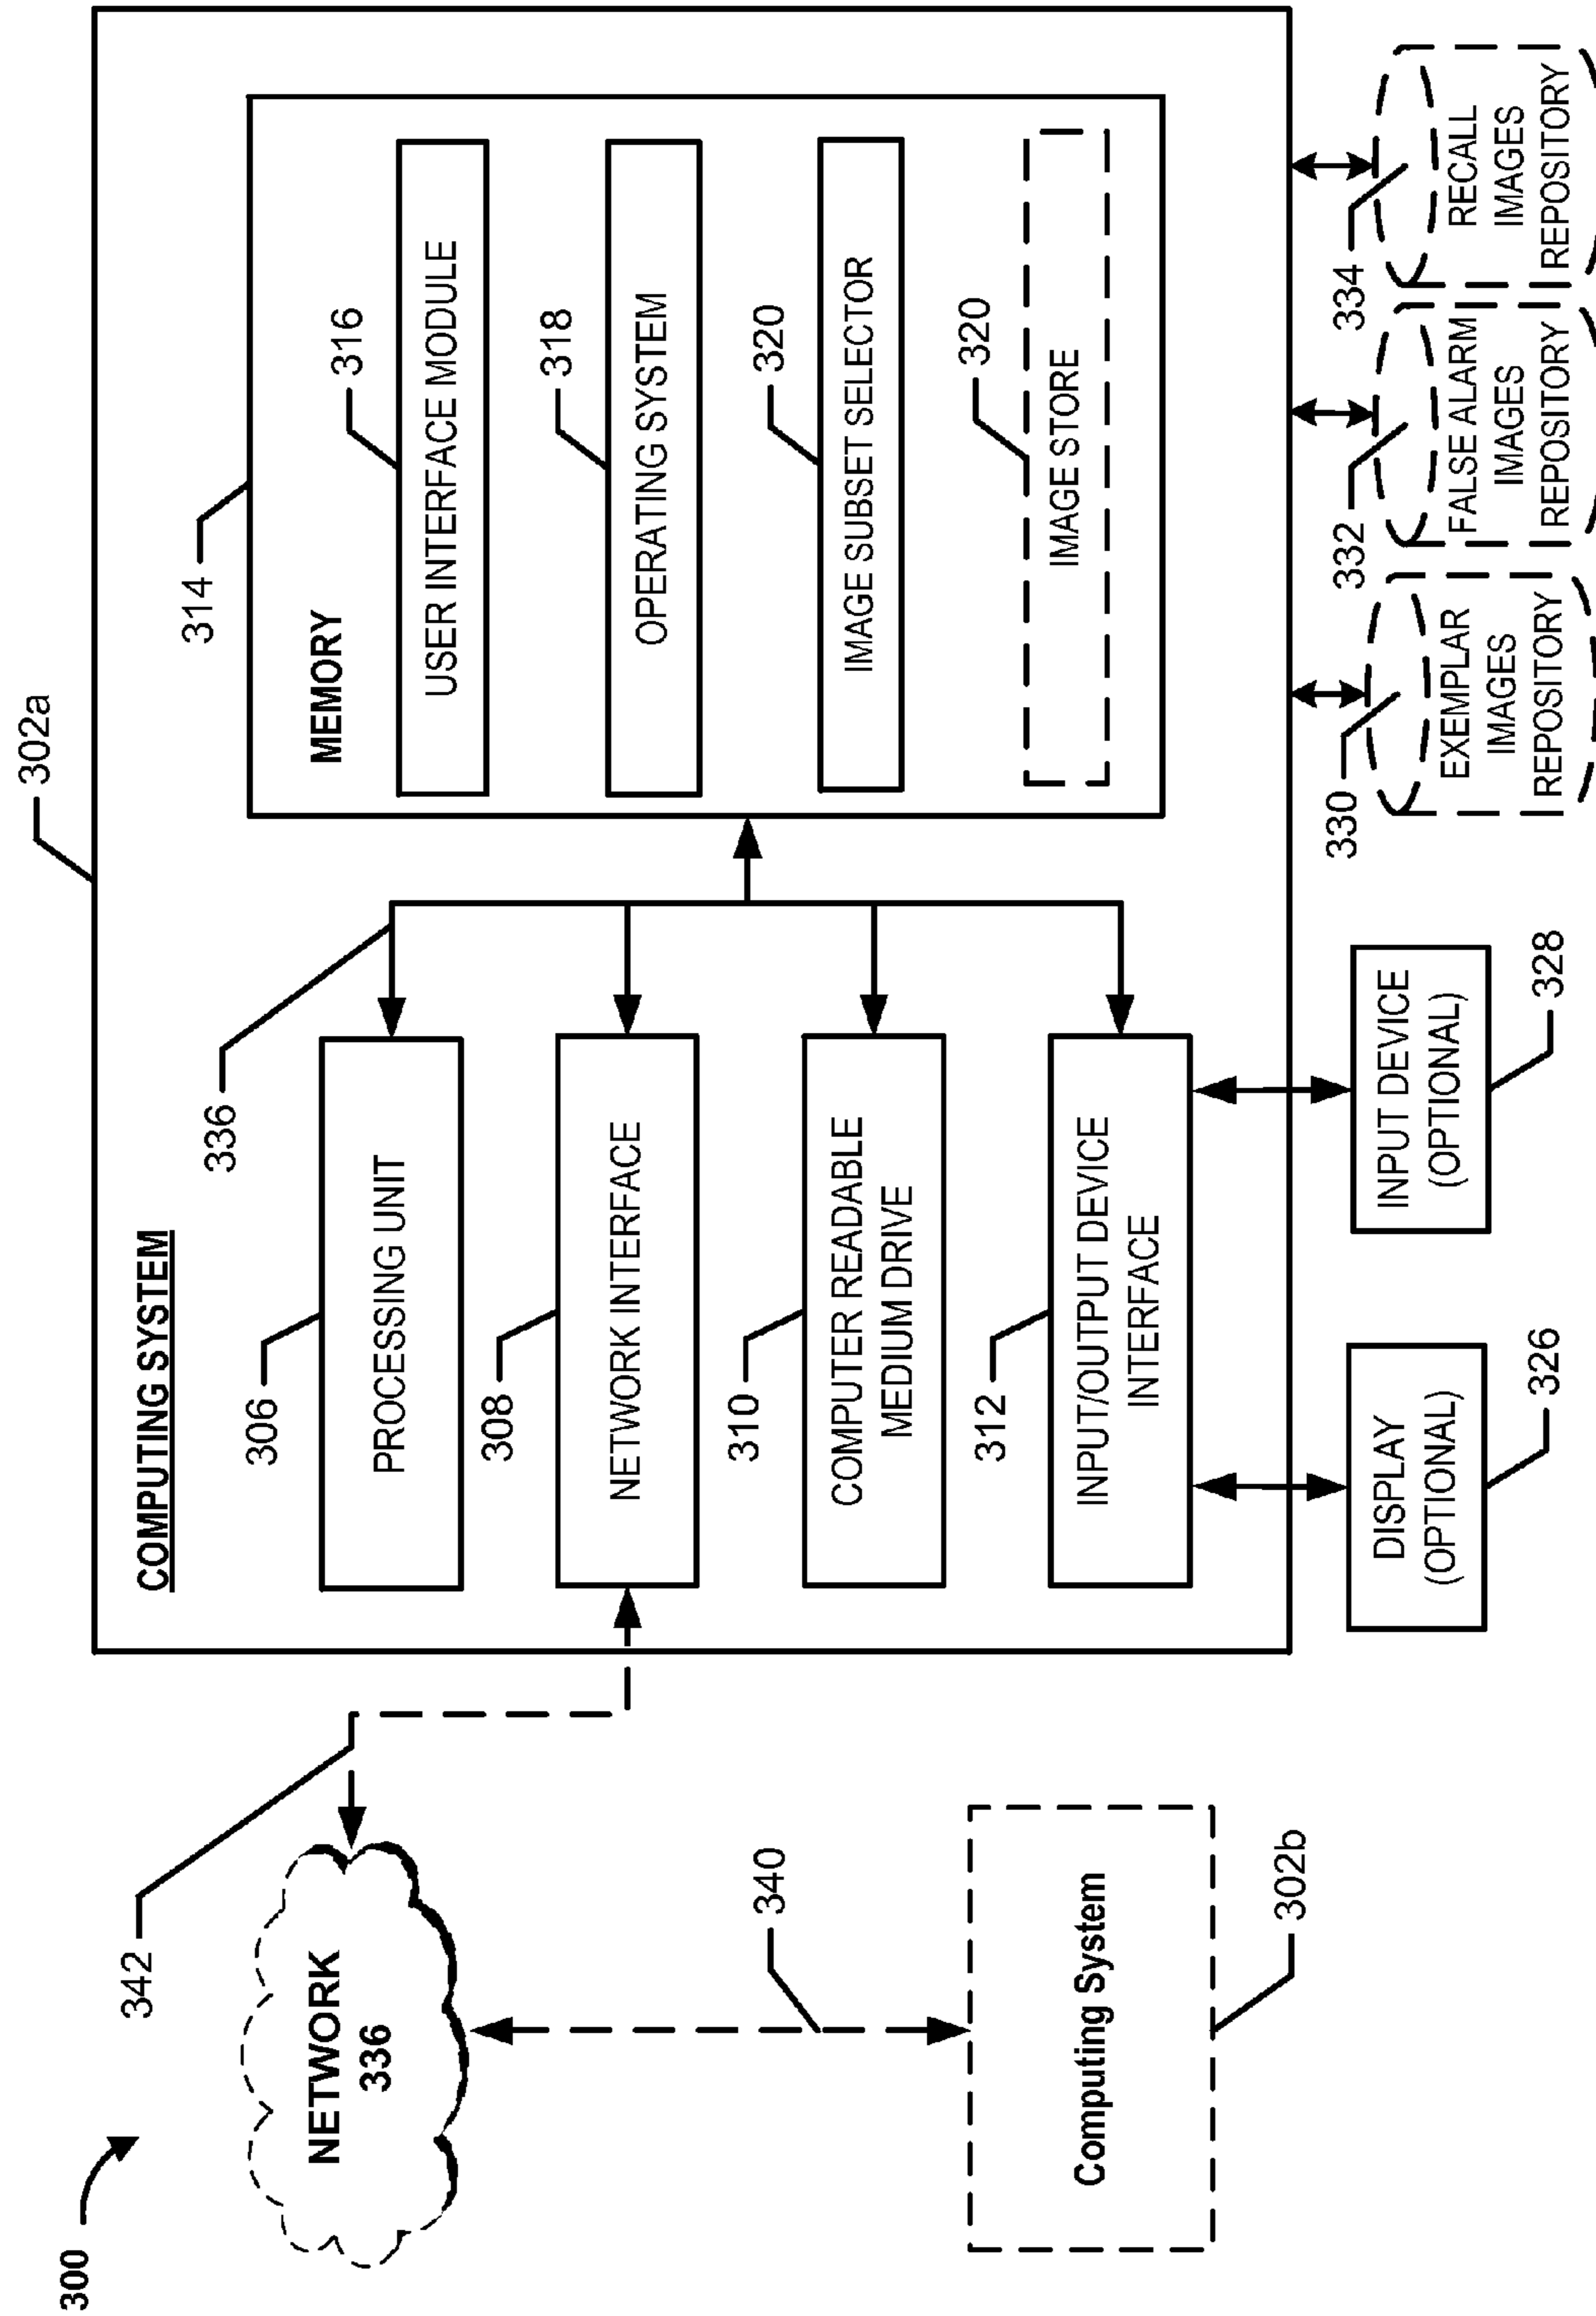 300
342
NETWORK
336
340
Computing System
302b
302a
COMPUTING SYSTEM
336
306
PROCESSING UNIT
308
NETWORK INTERFACE
310
COMPUTER READABLE
MEDIUM DRIVE
312
INPUT/OUTPUT DEVICE
INTERFACE
314
MEMORY
316
USER INTERFACE MODULE
318
OPERATING SYSTEM
320
IMAGE SUBSET SELECTOR
320
IMAGE STORE
DISPLAY
(OPTIONAL)
326
INPUT DEVICE
(OPTIONAL)
328
330
EXEMPLAR
IMAGES
REPOSITORY
332
FALSE ALARM
IMAGES
REPOSITORY
334
RECALL
IMAGES
REPOSITORY